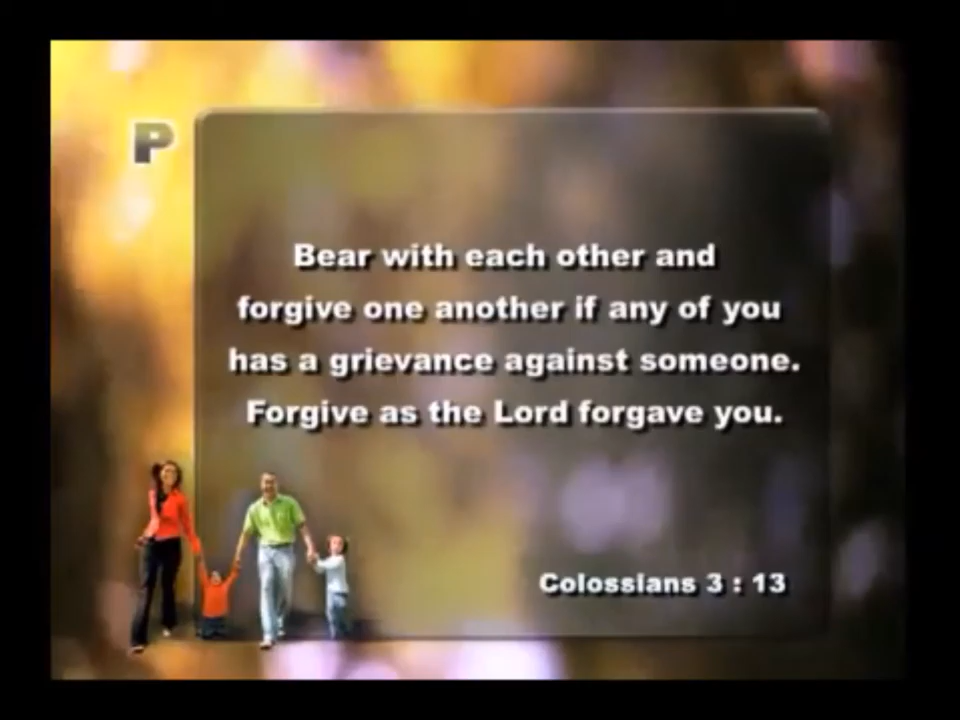 P
Bear with each other and
forgive one another if any of you
has a grievance against someone.
Forgive as the Lord forgave you.
Colossians 3 : 13